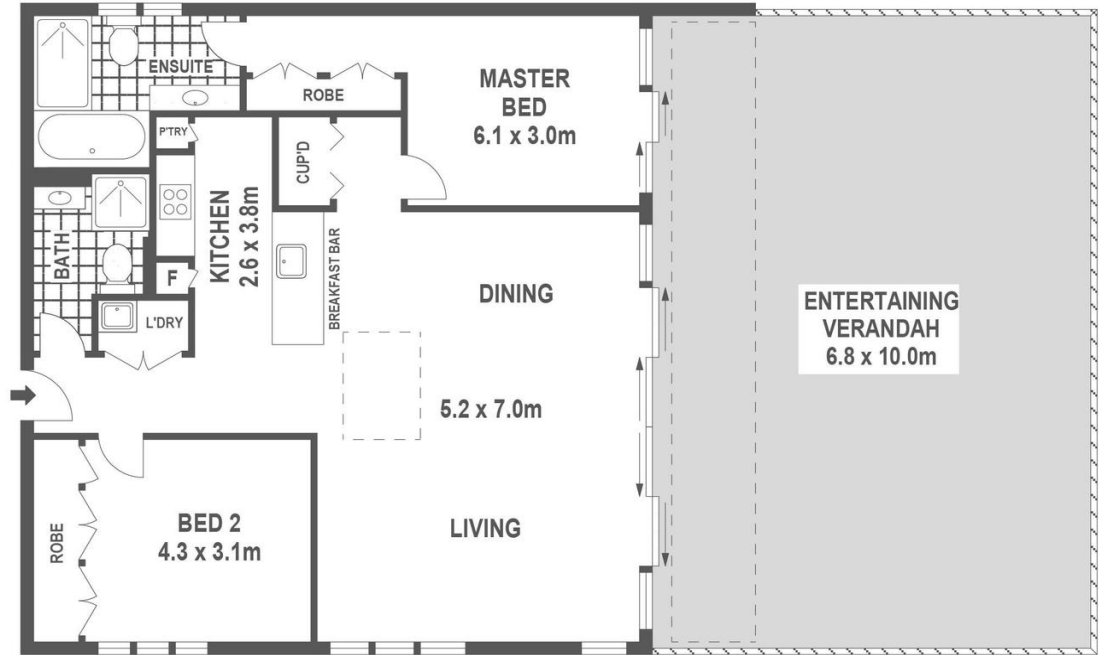 ENSUITE
ROBE
MASTER
BED
6.1 x 3.0m
P'TRY
CUP'D
KITCHEN
2.6 x 3.8m
BATH
F
L'DRY
BREAKFAST BAR
DINING
5.2 x 7.0m
LIVING
ENTERTAINING
VERANDAH
6.8 x 10.0m
ROBE
BED 2
4.3 x 3.1m